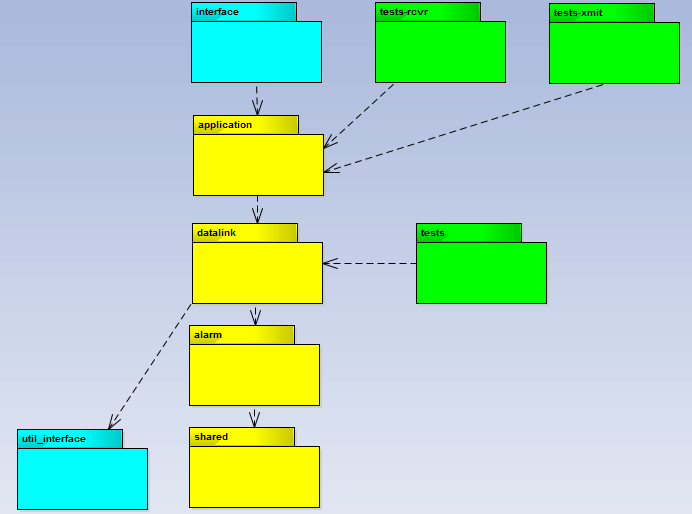 interface
tests-rcvr
tests-xmit
application
datalink
tests
alarm
util_interface
shared